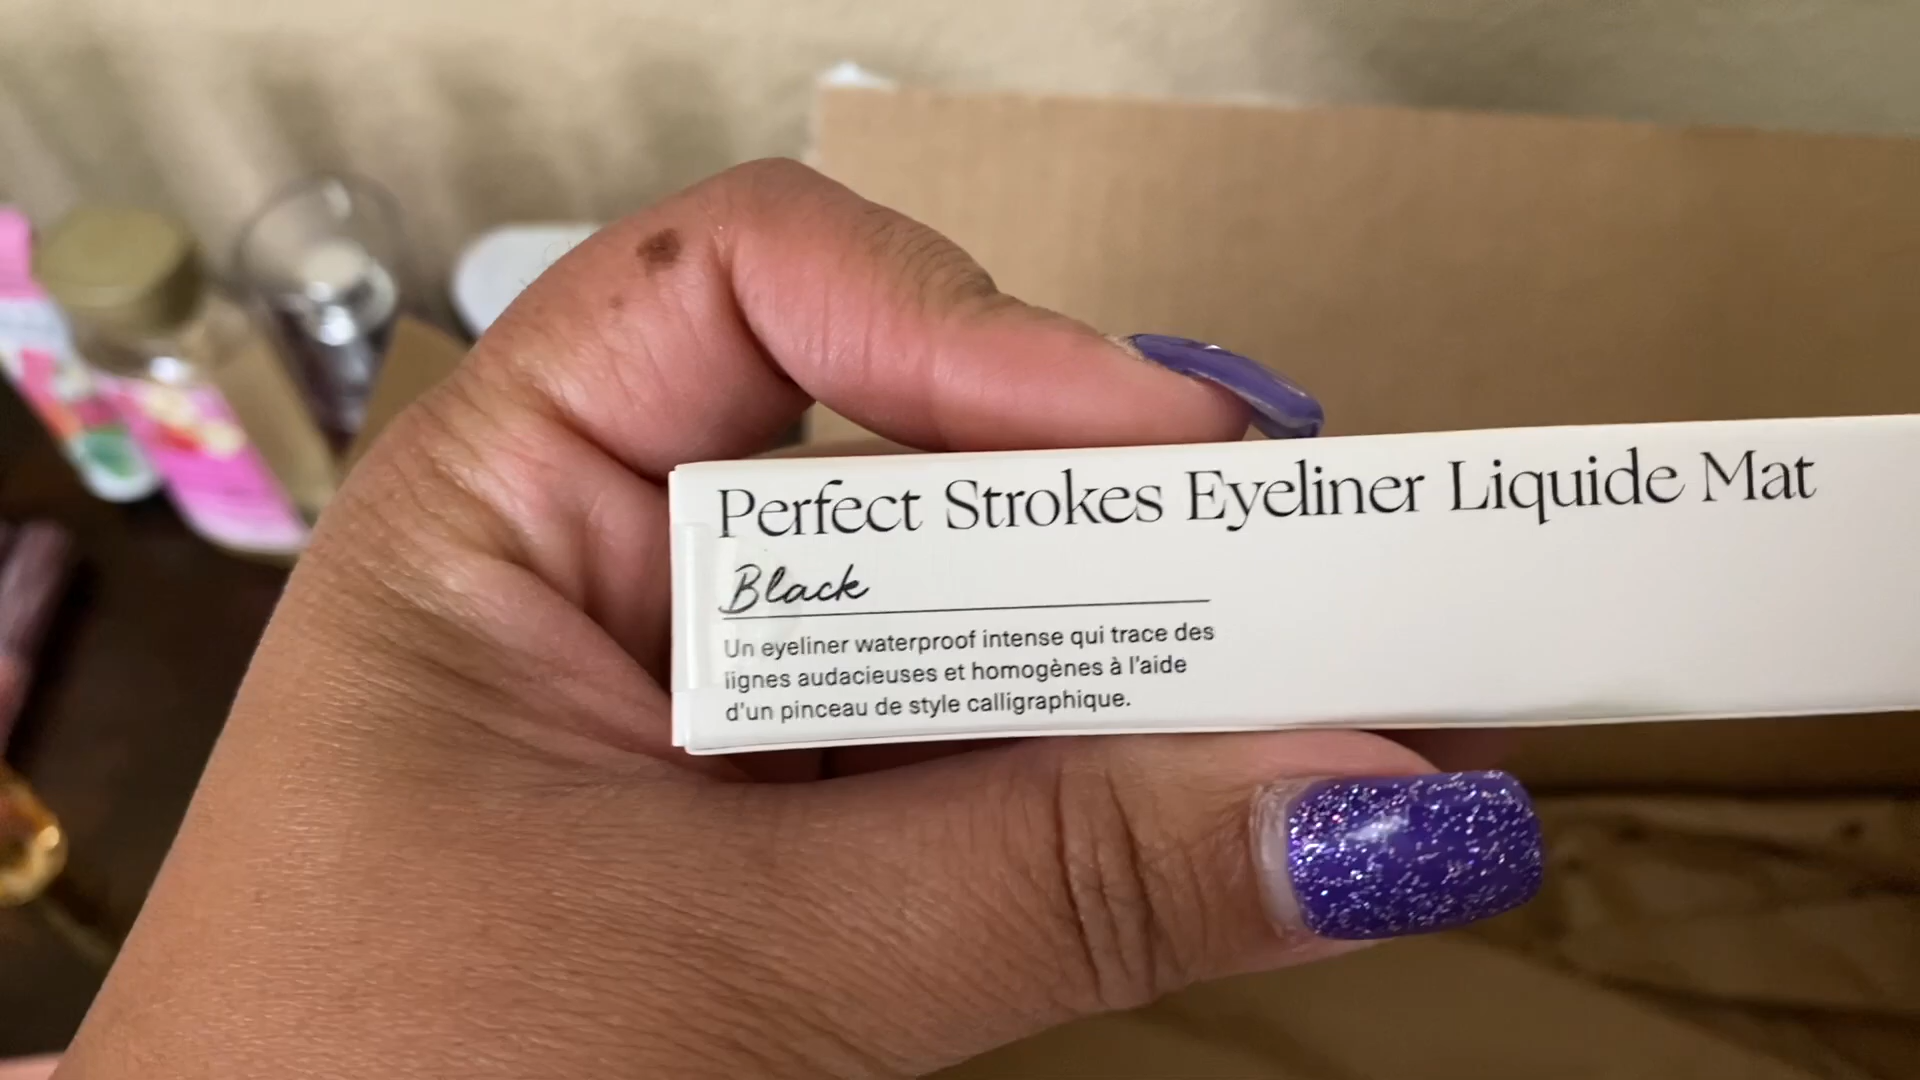 Perfect Strokes Eyeliner Liquide Mat
Black
Un eyeliner waterproof intense qui trace des
lignes audacieuses et homogènes à l'aide
d'un pinceau de style calligraphique.